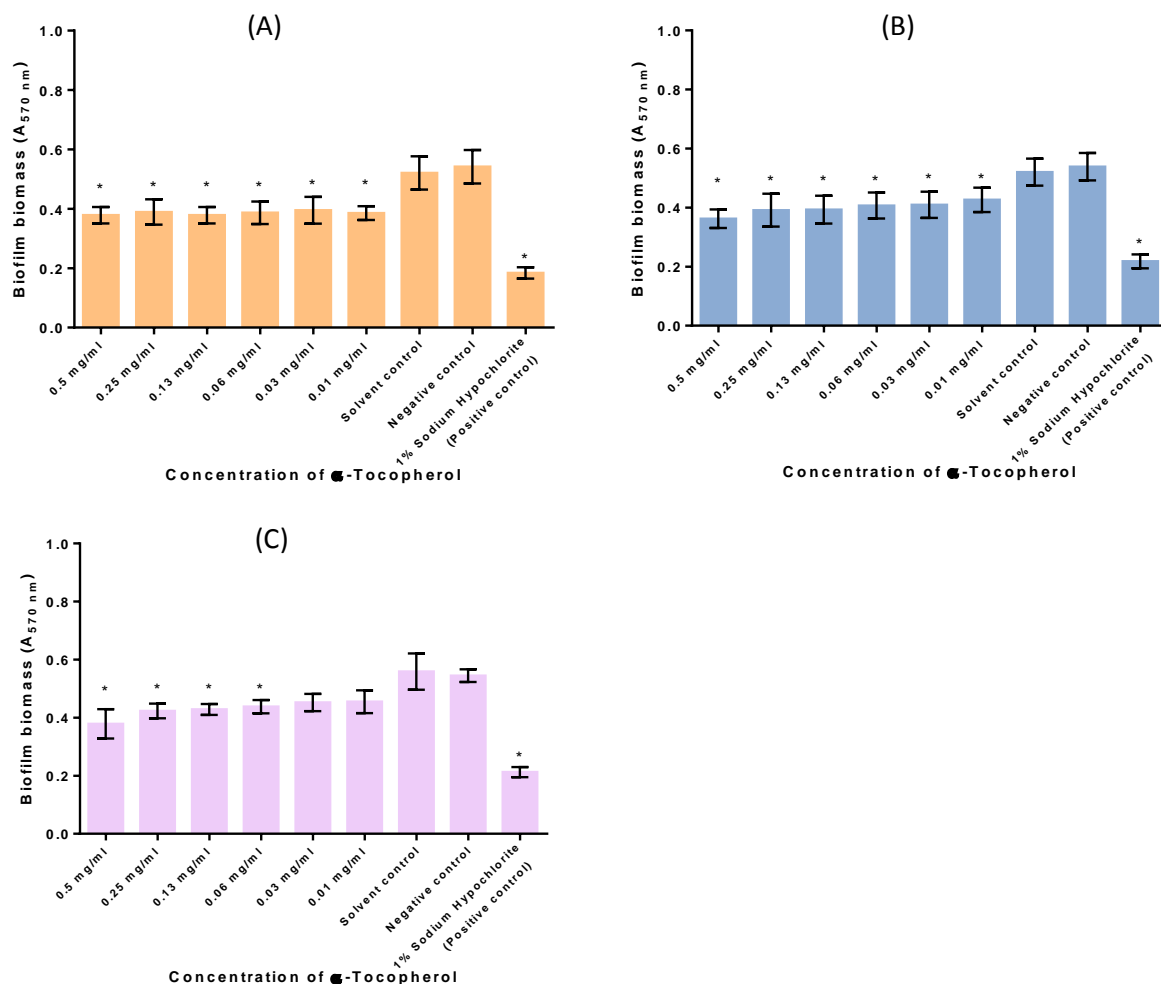 (A)
Biofilm biomass (A570 nm)
1.0
0.8
0.6
0.4
0.2
0.0
* * * * * * *
0.5 mg/ml
0.25 mg/ml
0.13 mg/ml
0.06 mg/ml
0.03 mg/ml
0.01 mg/ml
Solvent control
Negative control
1% Sodium Hypochlorite
(Positive control)
Concentration of α-Tocopherol
(B)
Biofilm biomass (A570 nm)
1.0
0.8
0.6
0.4
0.2
0.0
* * * * * * *
0.5 mg/ml
0.25 mg/ml
0.13 mg/ml
0.06 mg/ml
0.03 mg/ml
0.01 mg/ml
Solvent control
Negative control
1% Sodium Hypochlorite
(Positive control)
Concentration of α-Tocopherol
(C)
Biofilm biomass (A570 nm)
1.0
0.8
0.6
0.4
0.2
0.0
* * * * *
0.5 mg/ml
0.25 mg/ml
0.13 mg/ml
0.06 mg/ml
0.03 mg/ml
0.01 mg/ml
Solvent control
Negative control
1% Sodium Hypochlorite
(Positive control)
Concentration of α-Tocopherol